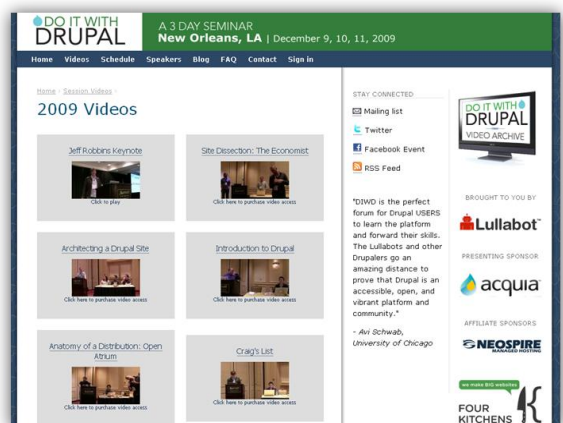 DO IT WITH
DRUPAL
A 3 DAY SEMINAR
New Orleans, LA | December 9, 10, 11, 2009
Home Videos Schedule Speakers Blog FAQ Contact Sign in
Home › Session Videos ›
2009 Videos
Jeff Robbins Keynote
Click to play
Site Dissection: The Economist
Click here to purchase video access
Architecting a Drupal Site
Click here to purchase video access
Introduction to Drupal
Click here to purchase video access
Anatomy of a Distribution: Open
Atrium
Click here to purchase video access
Craig's List
Click here to purchase video access
STAY CONNECTED
Mailing list
Twitter
Facebook Event
RSS Feed
"DIWD is the perfect
forum for Drupal USERS
to learn the platform
and forward their skills.
The Lullabots and other
Drupalers go an
amazing distance to
prove that Drupal is an
accessible, open, and
vibrant platform and
community."
- Avi Schwab,
University of Chicago
DO IT WITH
DRUPAL
VIDEO ARCHIVE
BROUGHT TO YOU BY
Lullabot™
PRESENTING SPONSOR
acquia
AFFILIATE SPONSORS
NEOSPIRE
MANAGED HOSTING
we make BIG websites
FOUR
KITCHENS